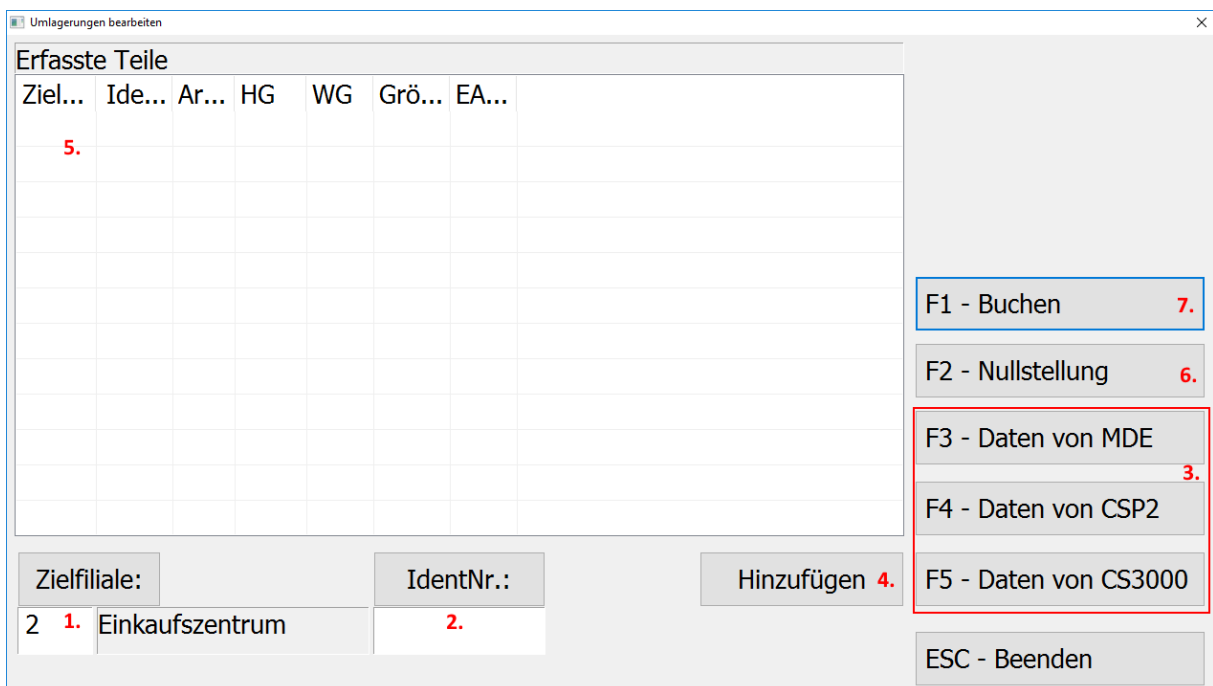 Umlagerungen bearbeiten
Erfasste Teile
Ziel... Ide... Ar... HG WG Grö... EA...
5.
F1 - Buchen 7.
F2 - Nullstellung 6.
F3 - Daten von MDE
3.
F4 - Daten von CSP2
Zielfiliale: IdentNr.: Hinzufügen 4. F5 - Daten von CS3000
2 1. Einkaufszentrum 2.
ESC - Beenden